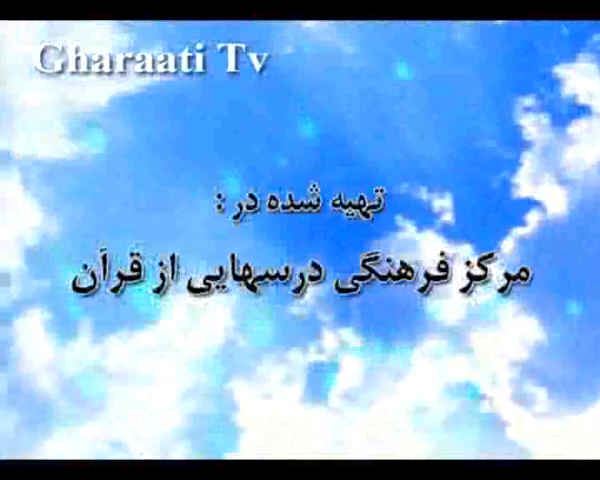 Gharaati Tv
تهیه شده در :
مرکز فرهنگی درسهایی از قرآن